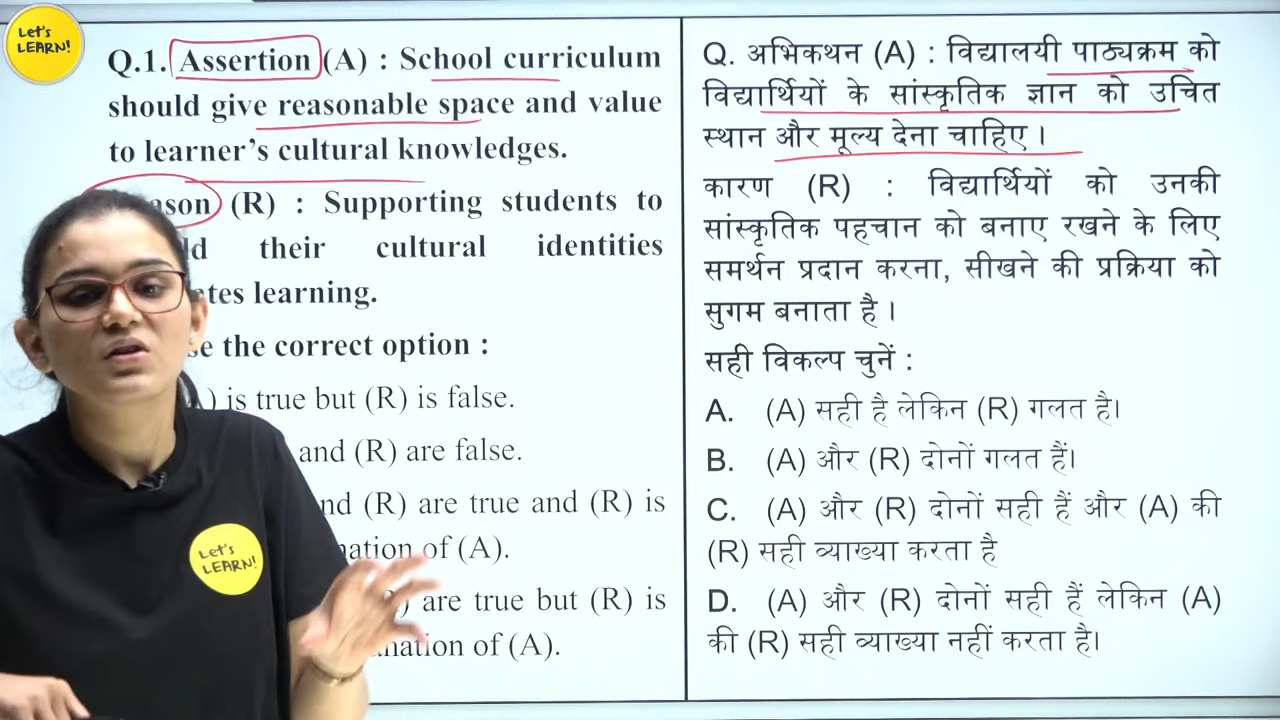 Let's
LEARN!
Q.1. Assertion (A) : School curriculum
should give reasonable space and value
to learner's cultural knowledges.
(R) : Supporting students to
their cultural identities
learning.
the correct option :
) is true but (R) is false.
and (R) are false.
(R) are true and (R) is
of (A).
are true but (R) is
of (A).
Q. अभिकथन (A) : विद्यालयी पाठ्यक्रम को
विद्यार्थियों के सांस्कृतिक ज्ञान को उचित
स्थान और मूल्य देना चाहिए ।
कारण (R) : विद्यार्थियों को उनकी
सांस्कृतिक पहचान को बनाए रखने के लिए
समर्थन प्रदान करना, सीखने की प्रक्रिया को
सुगम बनाता है ।
सही विकल्प चुनें :
A. (A) सही है लेकिन (R) गलत है।
B. (A) और (R) दोनों गलत हैं।
C. (A) और (R) दोनों सही हैं और (A) की
(R) सही व्याख्या करता है
D. (A) और (R) दोनों सही हैं लेकिन (A)
की (R) सही व्याख्या नहीं करता है।
Let's
LEARN!